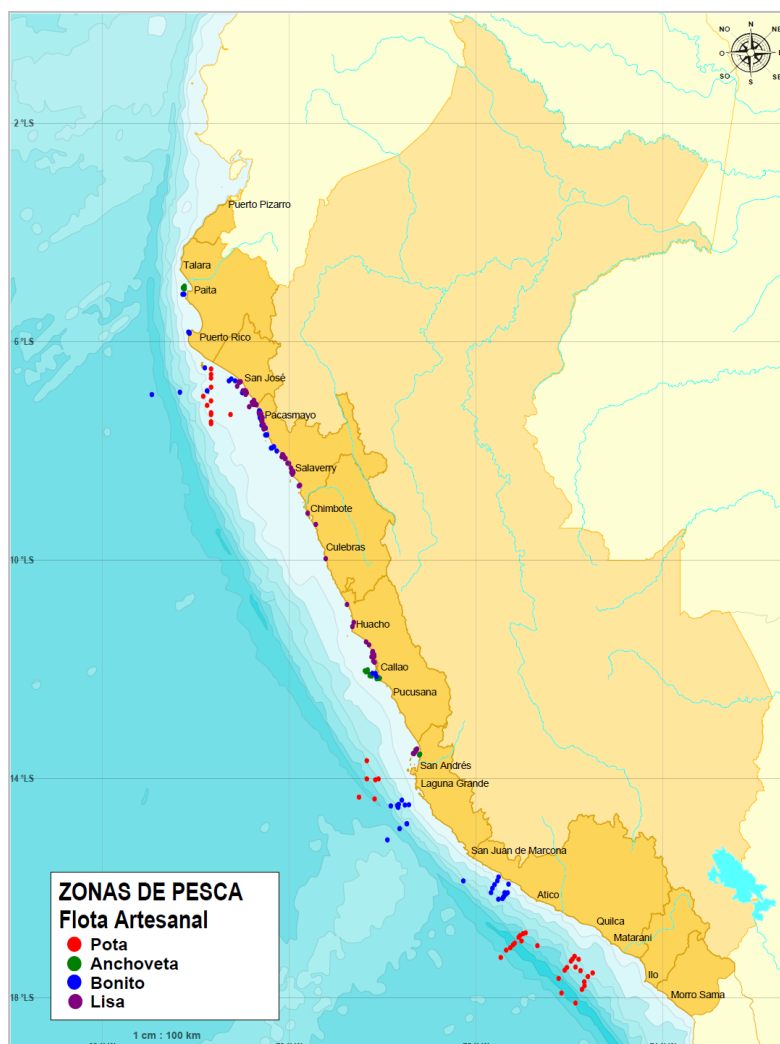 NO
N
NE
O
E
SO
S
SE
2 °LS
Puerto Pizarro
Talara
Paita
6 °LS
Puerto Rico
San José
Pacasmayo
Salaverry
Chimbote
10 °LS
Culebras
Huacho
Callao
Pucusana
San Andrés
14 °LS
Laguna Grande
San Juan de Marcona
Atico
Quilca
Matarani
Ilo
Morro Sama
18 °LS
ZONAS DE PESCA
Flota Artesanal
Pota
Anchoveta
Bonito
Lisa
1 cm : 100 km